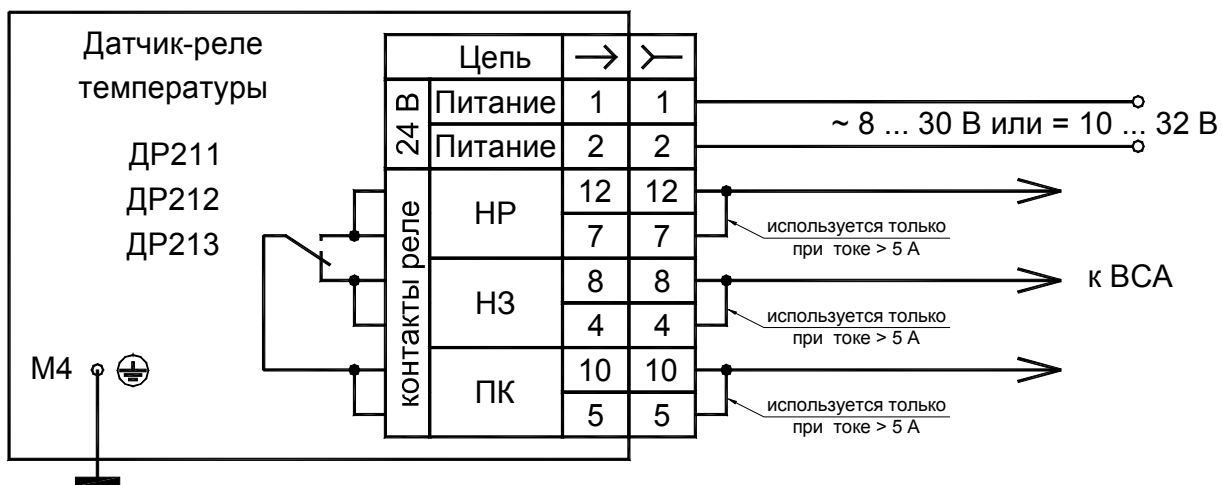 Датчик-реле
температуры
ДР211
ДР212
ДР213
М4
Цепь
24 В
Питание 1 1
Питание 2 2
~ 8 ... 30 В или = 10 ... 32 В
контакты реле
НР
12 12
7 7
используется только
при токе > 5 А
НЗ
8 8
4 4
используется только
при токе > 5 А
к ВСА
ПК
10 10
5 5
используется только
при токе > 5 А